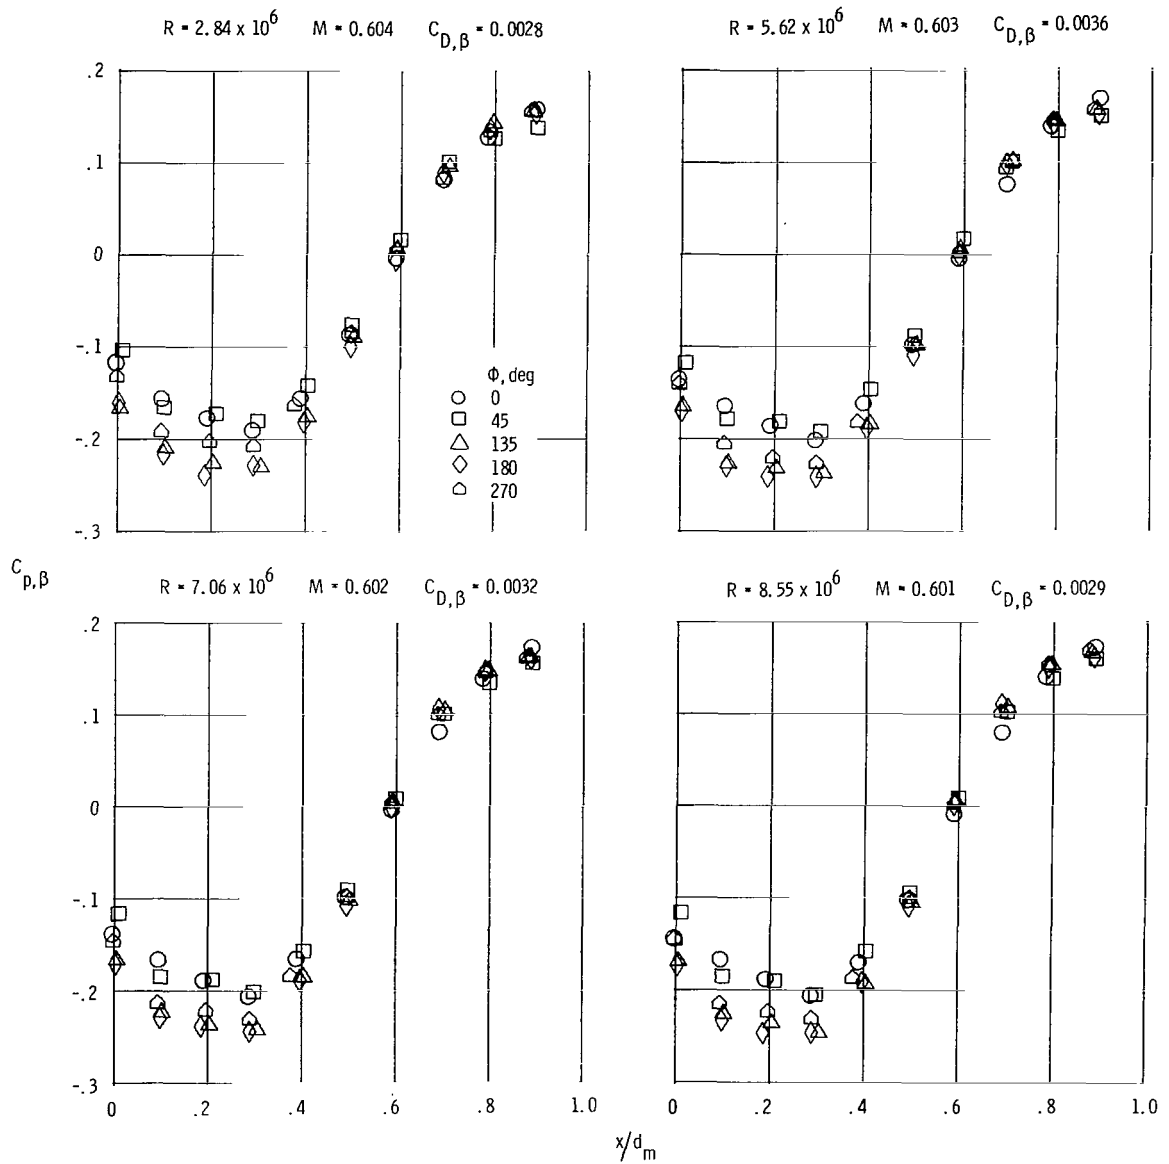 R = 2.84 x 10^6 M = 0.604 C_D,β = 0.0028
R = 5.62 x 10^6 M = 0.603 C_D,β = 0.0036
.2
.1
0
-.1
-.2
-.3
Φ, deg
0
45
135
180
270
C_p,β
R = 7.06 x 10^6 M = 0.602 C_D,β = 0.0032
R = 8.55 x 10^6 M = 0.601 C_D,β = 0.0029
.2
.1
0
-.1
-.2
-.3
0 .2 .4 .6 .8 1.0
0 .2 .4 .6 .8 1.0
x/d_m